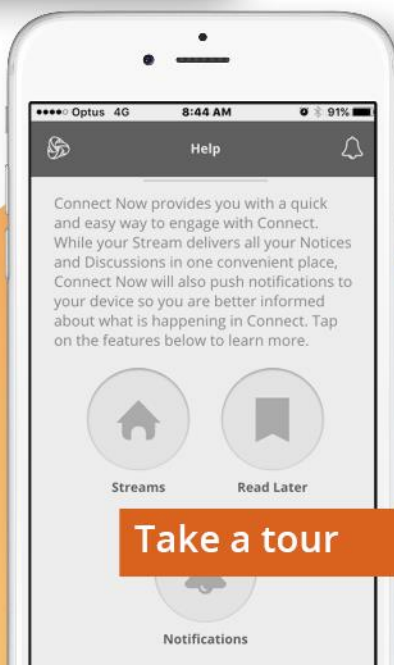 Optus 4G 8:44 AM 91%
Help
Connect Now provides you with a quick
and easy way to engage with Connect.
While your Stream delivers all your Notices
and Discussions in one convenient place,
Connect Now will also push notifications to
your device so you are better informed
about what is happening in Connect. Tap
on the features below to learn more.
Streams Read Later
Take a tour
Notifications